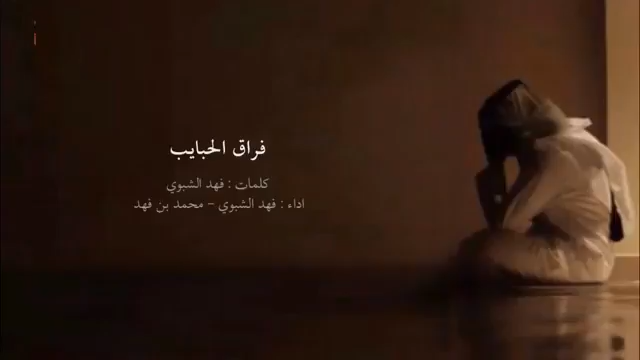 فراق الحبايب
كلمات : فهد الشبوي
اداء : فهد الشبوي - محمد بن فهد